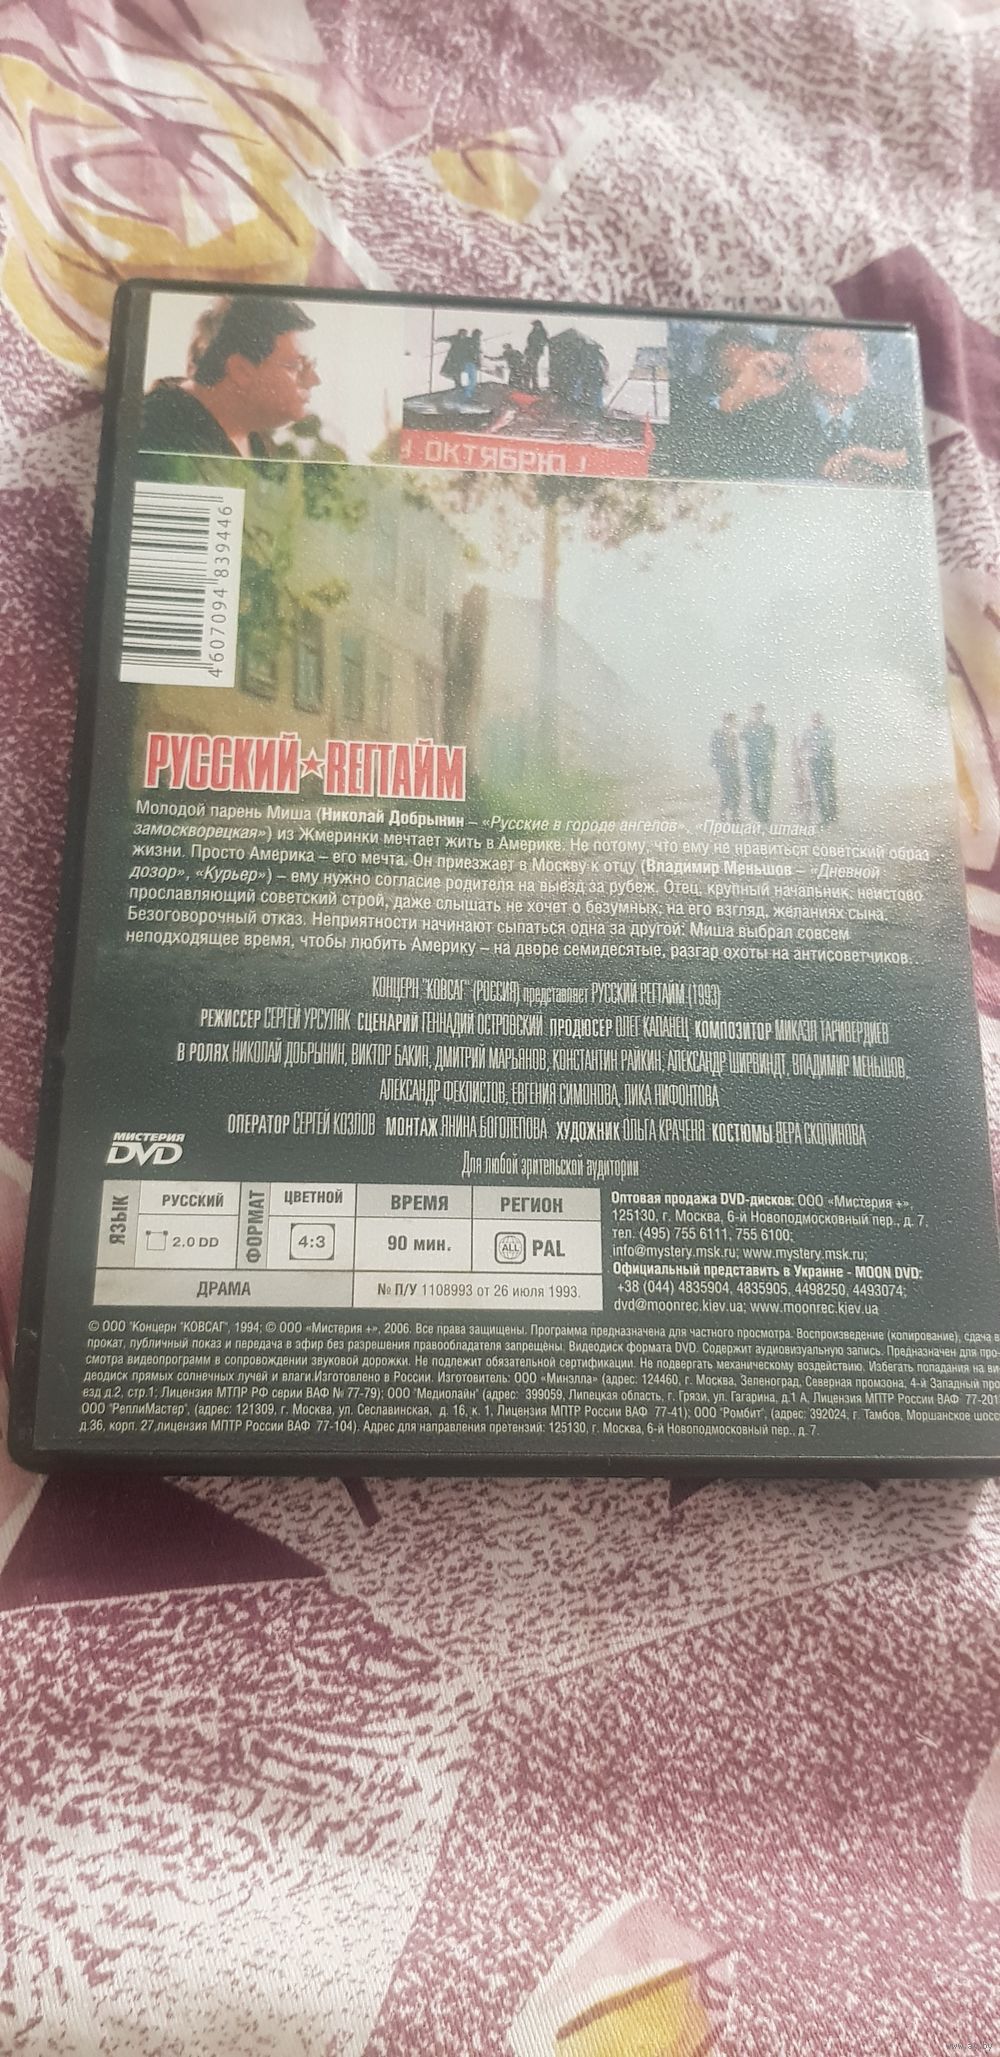 У ОКТЯБРЮ !
4607094 839446
РУССКИЙ★RЕГТАЙМ
Молодой парень Миша (Николай Добрынин – «Русские в городе ангелов», «Прощай, шпана
замоскворецкая») из Жмеринки мечтает жить в Америке. Не потому, что ему не нравиться советский образ
жизни. Просто Америка – его мечта. Он приезжает в Москву к отцу (Владимир Меньшов – «Дневной
дозор», «Курьер») – ему нужно согласие родителя на выезд за рубеж. Отец, крупный начальник, неистово
прославляющий советский строй, даже слышать не хочет о безумных, на его взгляд, желаниях сына.
Безоговорочный отказ. Неприятности начинают сыпаться одна за другой: Миша выбрал совсем
неподходящее время, чтобы любить Америку – на дворе семидесятые, разгар охоты на антисоветчиков...
КОНЦЕРН "КОВСАГ" (РОССИЯ) представляет РУССКИЙ РЕГТАЙМ (1993)
РЕЖИССЕР СЕРГЕЙ УРСУЛЯК СЦЕНАРИЙ ГЕННАДИЙ ОСТРОВСКИЙ ПРОДЮСЕР ОЛЕГ КАПАНЕЦ КОМПОЗИТОР МИКАЭЛ ТАРИВЕРДИЕВ
В РОЛЯХ НИКОЛАЙ ДОБРЫНИН, ВИКТОР БАКИН, ДМИТРИЙ МАРЬЯНОВ, КОНСТАНТИН РАЙКИН, АЛЕКСАНДР ШИРВИНДТ, ВЛАДИМИР МЕНЬШОВ,
АЛЕКСАНДР ФЕКЛИСТОВ, ЕВГЕНИЯ СИМОНОВА, ЛИКА НИФОНТОВА
ОПЕРАТОР СЕРГЕЙ КОЗЛОВ МОНТАЖ ЯНИНА БОГОЛЕПОВА ХУДОЖНИК ОЛЬГА КРАЧЕНЯ КОСТЮМЫ ВЕРА СКОПИНОВА
Для любой зрительской аудитории
МИСТЕРИЯ
DVD
ЯЗЫК РУССКИЙ ФОРМАТ ЦВЕТНОЙ ВРЕМЯ РЕГИОН
2.0 DD 4:3 90 мин. ALL PAL
ДРАМА № П/У 1108993 от 26 июля 1993.
Оптовая продажа DVD-дисков: ООО «Мистерия +»,
125130, г. Москва, 6-й Новоподмосковный пер., д. 7,
тел. (495) 755 6111, 755 6100;
info@mystery.msk.ru; www.mystery.msk.ru;
Официальный представить в Украине - MOON DVD:
+38 (044) 4835904, 4835905, 4498250, 4493074;
dvd@moonrec.kiev.ua; www.moonrec.kiev.ua
© ООО "Концерн "КОВСАГ", 1994; © ООО «Мистерия +», 2006. Все права защищены. Программа предназначена для частного просмотра. Воспроизведение (копирование), сдача в
прокат, публичный показ и передача в эфир без разрешения правообладателя запрещены. Видеодиск формата DVD. Содержит аудиовизуальную запись. Предназначен для про-
смотра видеопрограмм в сопровождении звуковой дорожки. Не подлежит обязательной сертификации. Не подвергать механическому воздействию. Избегать попадания на ви-
деодиск прямых солнечных лучей и влаги.Изготовлено в России. Изготовитель: ООО «Минэлла» (адрес: 124460, г. Москва, Зеленоград, Северная промзона, 4-й Западный про
езд д.2, стр.1; Лицензия МТПР РФ серии ВАФ № 77-79); ООО "Медиолайн" (адрес: 399059, Липецкая область, г. Грязи, ул. Гагарина, д.1 А, Лицензия МПТР России ВАФ 77-201
ООО "РеплиМастер", (адрес: 121309, г. Москва, ул. Сеславинская, д. 16, к. 1, Лицензия МПТР России ВАФ 77-41); ООО "Ромбит", (адрес: 392024, г. Тамбов, Моршанское шосс
д.36, корп. 27,лицензия МПТР России ВАФ 77-104). Адрес для направления претензий: 125130, г. Москва, 6-й Новоподмосковный пер., д. 7.
www.ay.by